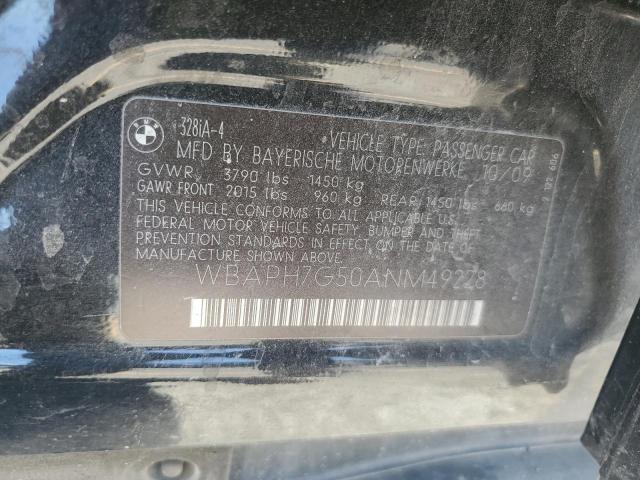 BMW
328iA-4
VEHICLE TYPE: PASSENGER CAR
MFD BY BAYERISCHE MOTORENWERKE 10/09
GVWR 3790 lbs 1450 kg
GAWR FRONT 2015 lbs 960 kg REAR 1450 lbs 660 kg
THIS VEHICLE CONFORMS TO ALL APPLICABLE U.S.
FEDERAL MOTOR VEHICLE SAFETY, BUMPER AND THEFT
PREVENTION STANDARDS IN EFFECT ON THE DATE OF
MANUFACTURE SHOWN ABOVE.
WBAPH7G50ANM49228